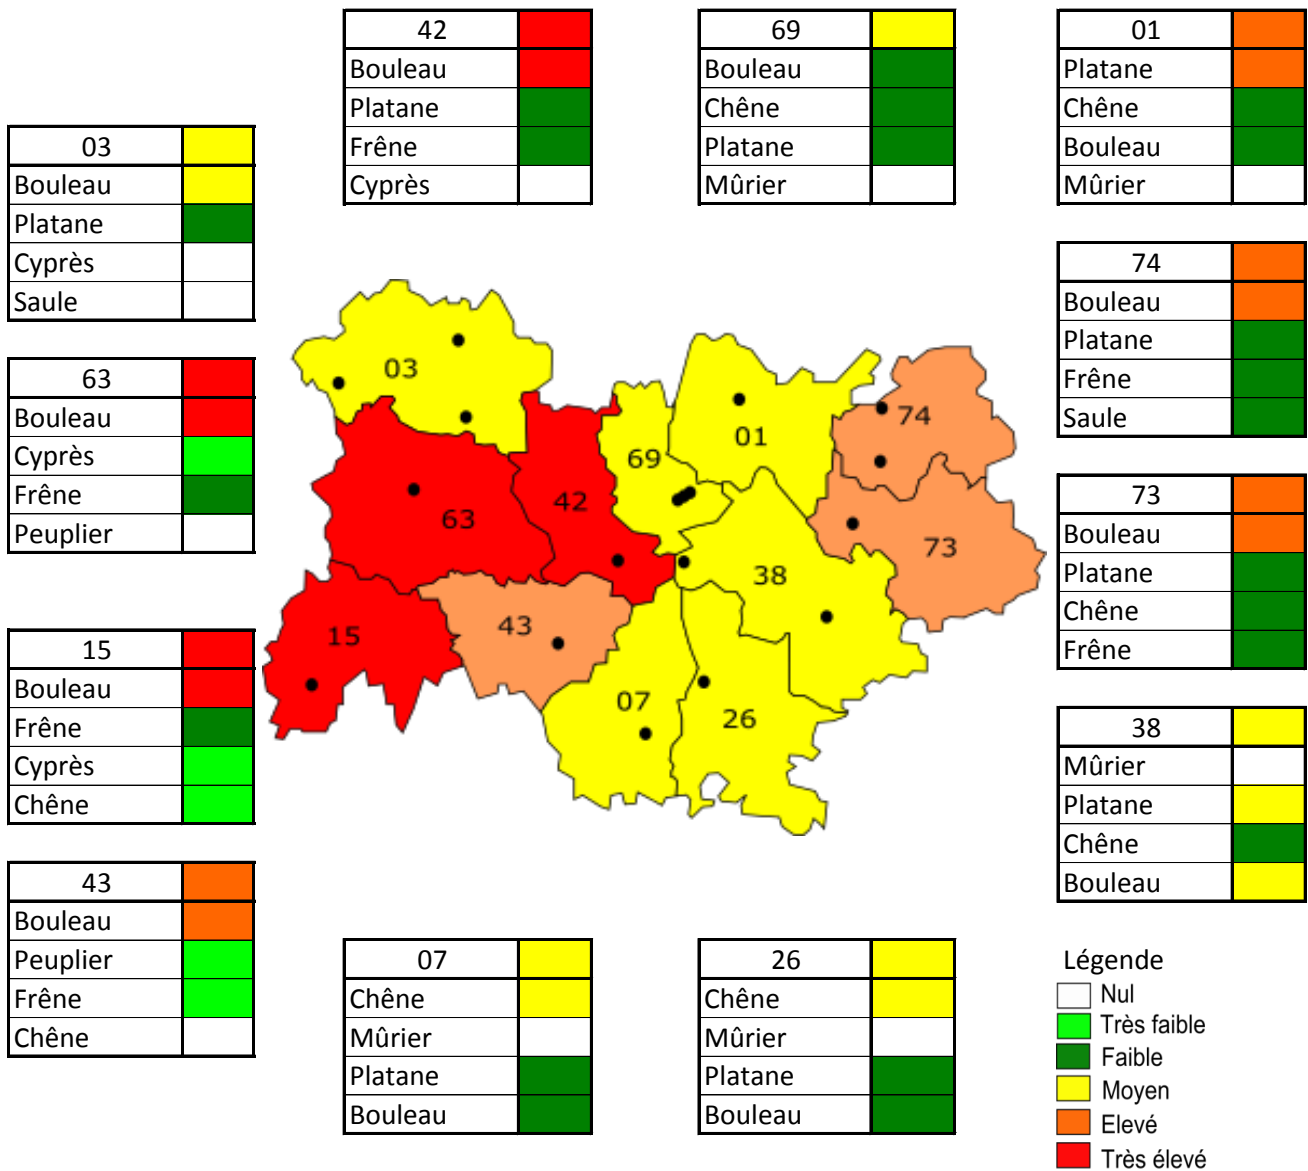 42
Bouleau
Platane
Frêne
Cyprès
69
Bouleau
Chêne
Platane
Mûrier
01
Platane
Chêne
Bouleau
Mûrier
03
Bouleau
Platane
Cyprès
Saule
74
Bouleau
Platane
Frêne
Saule
63
Bouleau
Cyprès
Frêne
Peuplier
73
Bouleau
Platane
Chêne
Frêne
15
Bouleau
Frêne
Cyprès
Chêne
38
Mûrier
Platane
Chêne
Bouleau
43
Bouleau
Peuplier
Frêne
Chêne
07
Chêne
Mûrier
Platane
Bouleau
26
Chêne
Mûrier
Platane
Bouleau
03
74
01
69
42
63
73
38
43
15
07
26
Légende
Nul
Très faible
Faible
Moyen
Elevé
Très élevé